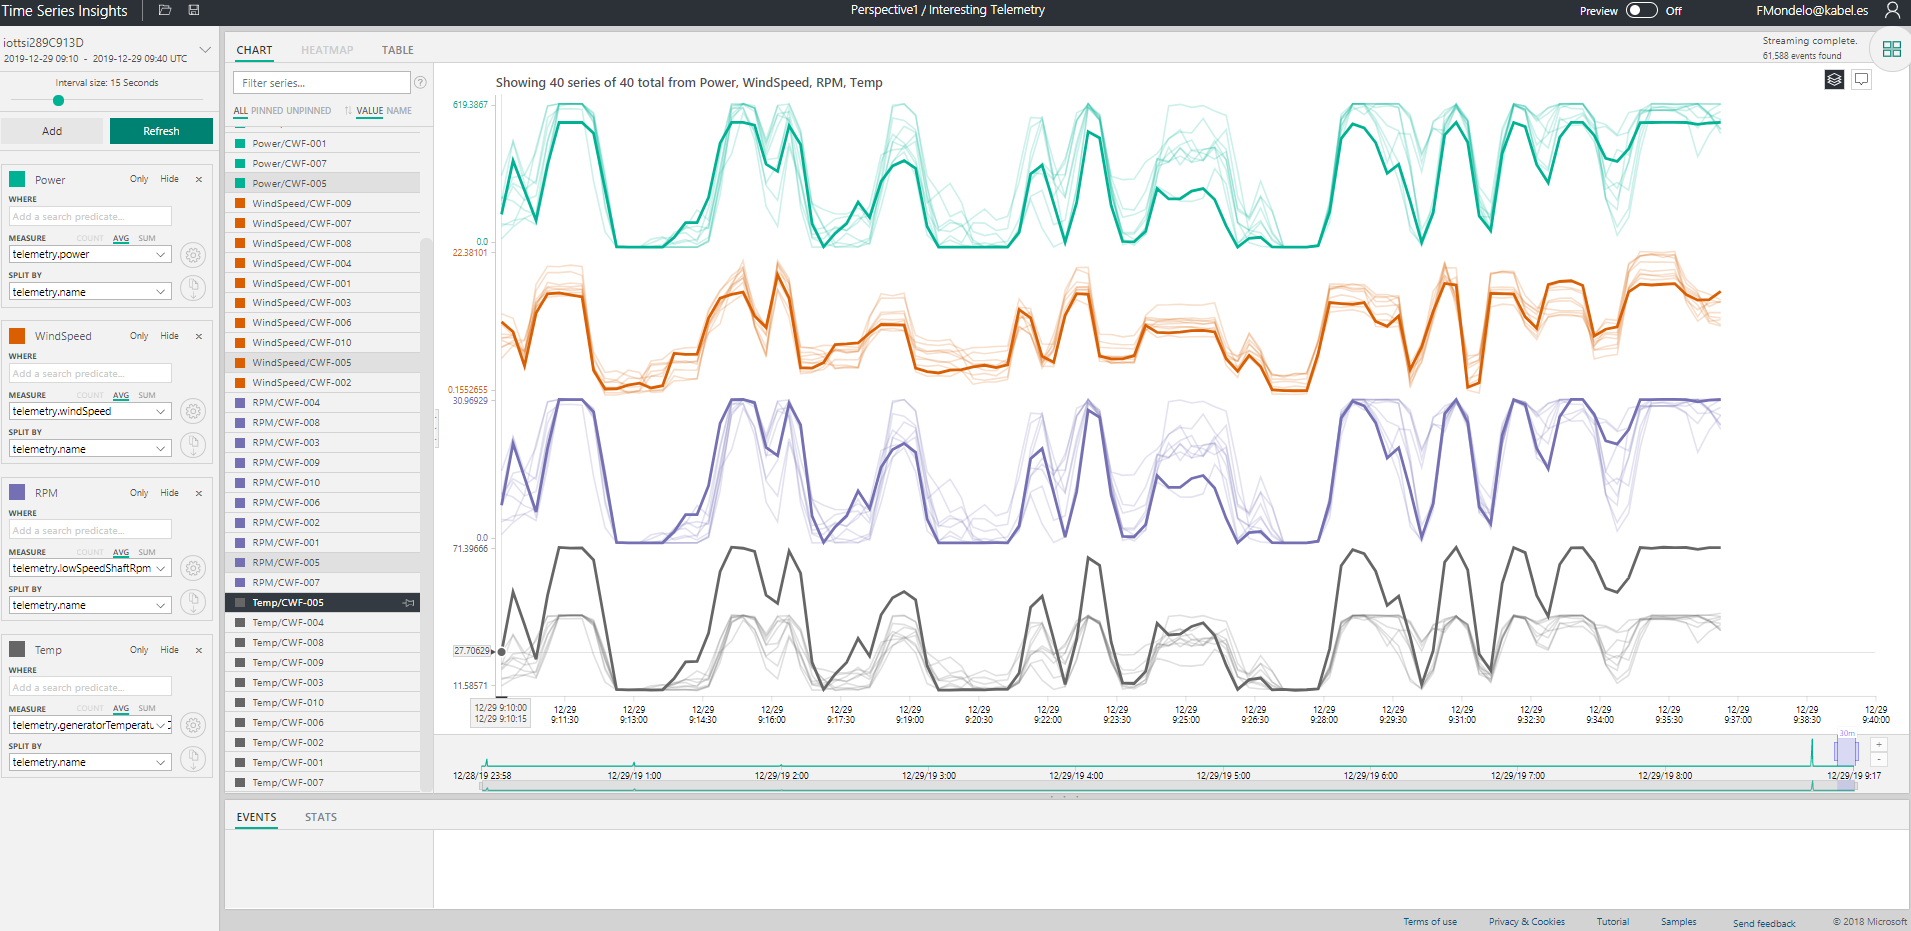 Time Series Insights
Perspective1 / Interesting Telemetry
Preview Off
FMondelo@kabel.es
iottsi289C913D
2019-12-29 09:10 - 2019-12-29 09:40 UTC
Interval size: 15 Seconds
Add Refresh
Power Only Hide ×
WHERE
Add a search predicate...
MEASURE COUNT AVG SUM
telemetry.power
SPLIT BY
telemetry.name
WindSpeed Only Hide ×
WHERE
Add a search predicate...
MEASURE COUNT AVG SUM
telemetry.windSpeed
SPLIT BY
telemetry.name
RPM Only Hide ×
WHERE
Add a search predicate...
MEASURE COUNT AVG SUM
telemetry.lowSpeedShaftRpm
SPLIT BY
telemetry.name
Temp Only Hide ×
WHERE
Add a search predicate...
MEASURE COUNT AVG SUM
telemetry.generatorTemperatu
SPLIT BY
telemetry.name
CHART HEATMAP TABLE
Streaming complete.
61,588 events found
Filter series... ?
ALL PINNED UNPINNED VALUE NAME
Power/CWF-001
Power/CWF-007
Power/CWF-005
WindSpeed/CWF-009
WindSpeed/CWF-007
WindSpeed/CWF-008
WindSpeed/CWF-004
WindSpeed/CWF-001
WindSpeed/CWF-003
WindSpeed/CWF-006
WindSpeed/CWF-010
WindSpeed/CWF-005
WindSpeed/CWF-002
RPM/CWF-004
RPM/CWF-008
RPM/CWF-003
RPM/CWF-009
RPM/CWF-010
RPM/CWF-006
RPM/CWF-002
RPM/CWF-001
RPM/CWF-005
RPM/CWF-007
Temp/CWF-005
Temp/CWF-004
Temp/CWF-008
Temp/CWF-009
Temp/CWF-003
Temp/CWF-010
Temp/CWF-006
Temp/CWF-002
Temp/CWF-001
Temp/CWF-007
Showing 40 series of 40 total from Power, WindSpeed, RPM, Temp
619.3867
0.0
22.38101
0.1552655
30.96929
0.0
71.39666
27.70629
11.58571
12/29 9:10:00
12/29 9:10:15
12/29 12/29 12/29 12/29 12/29 12/29 12/29 12/29 12/29 12/29 12/29 12/29 12/29 12/29 12/29 12/29 12/29 12/29 12/29 12/29
9:11:30 9:13:00 9:14:30 9:16:00 9:17:30 9:19:00 9:20:30 9:22:00 9:23:30 9:25:00 9:26:30 9:28:00 9:29:30 9:31:00 9:32:30 9:34:00 9:35:30 9:37:00 9:38:30 9:40:00
30m
+
-
12/28/19 23:58 12/29/19 1:00 12/29/19 2:00 12/29/19 3:00 12/29/19 4:00 12/29/19 5:00 12/29/19 6:00 12/29/19 7:00 12/29/19 8:00 12/29/19 9:17
EVENTS STATS
Terms of use Privacy & Cookies Tutorial Samples Send feedback © 2018 Microsoft